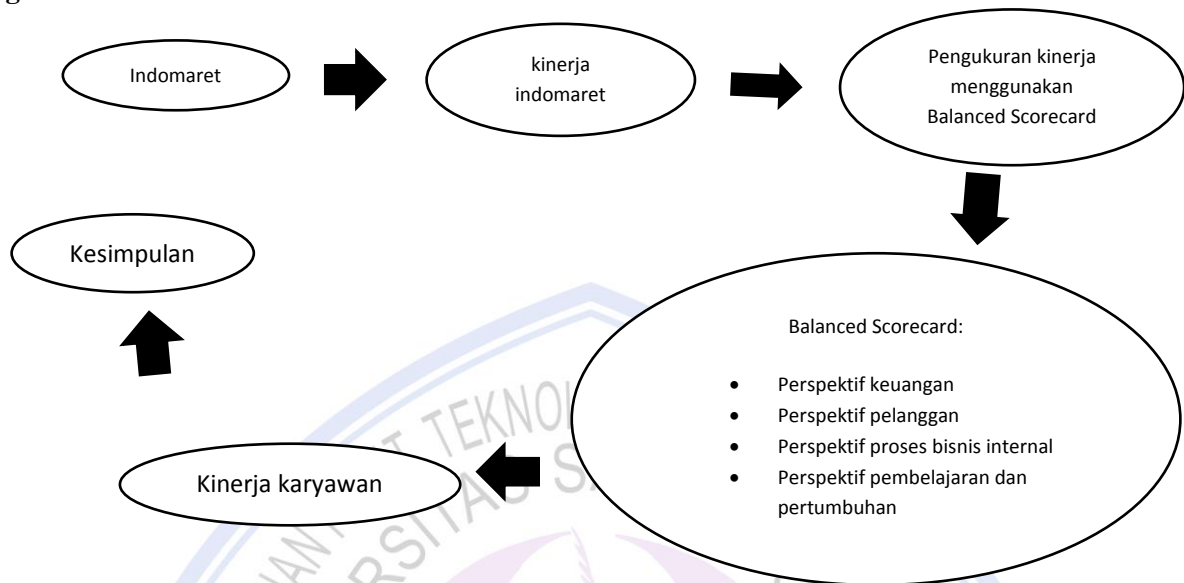 Indomaret
kinerja
indomaret
Pengukuran kinerja
menggunakan
Balanced Scorecard
Balanced Scorecard:
• Perspektif keuangan
• Perspektif pelanggan
• Perspektif proses bisnis internal
• Perspektif pembelajaran dan
pertumbuhan
Kinerja karyawan
Kesimpulan